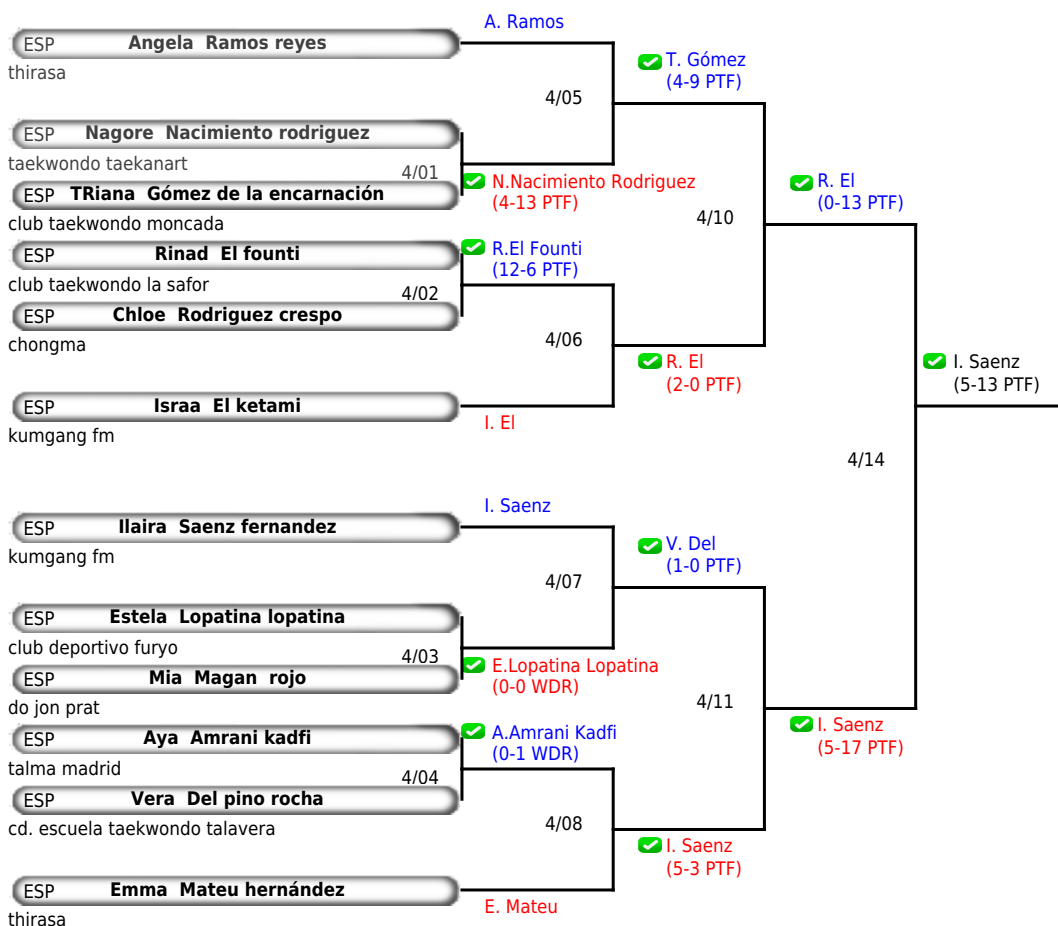 A. Ramos
ESP Angela Ramos reyes
thirasa
T. Gómez
(4-9 PTF)
4/05
ESP Nagore Nacimiento rodriguez
taekwondo taekanart
4/01
N.Nacimiento Rodriguez
(4-13 PTF)
ESP TRiana Gómez de la encarnación
club taekwondo moncada
R. El
(0-13 PTF)
4/10
ESP Rinad El founti
club taekwondo la safor
R.El Founti
(12-6 PTF)
4/02
ESP Chloe Rodriguez crespo
chongma
4/06
R. El
(2-0 PTF)
I. Saenz
(5-13 PTF)
ESP Israa El ketami
kumgang fm
I. El
4/14
I. Saenz
ESP Ilaira Saenz fernandez
kumgang fm
V. Del
(1-0 PTF)
4/07
ESP Estela Lopatina lopatina
club deportivo furyo
4/03
E.Lopatina Lopatina
(0-0 WDR)
ESP Mia Magan rojo
do jon prat
4/11
I. Saenz
(5-17 PTF)
ESP Aya Amrani kadfi
talma madrid
A.Amrani Kadfi
(0-1 WDR)
4/04
ESP Vera Del pino rocha
cd. escuela taekwondo talavera
4/08
I. Saenz
(5-3 PTF)
ESP Emma Mateu hernández
thirasa
E. Mateu